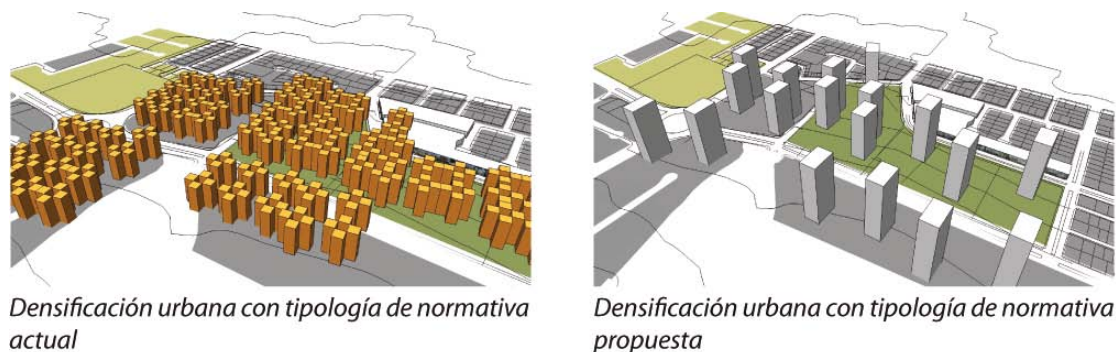 Densificación urbana con tipología de normativa
actual
Densificación urbana con tipología de normativa
propuesta